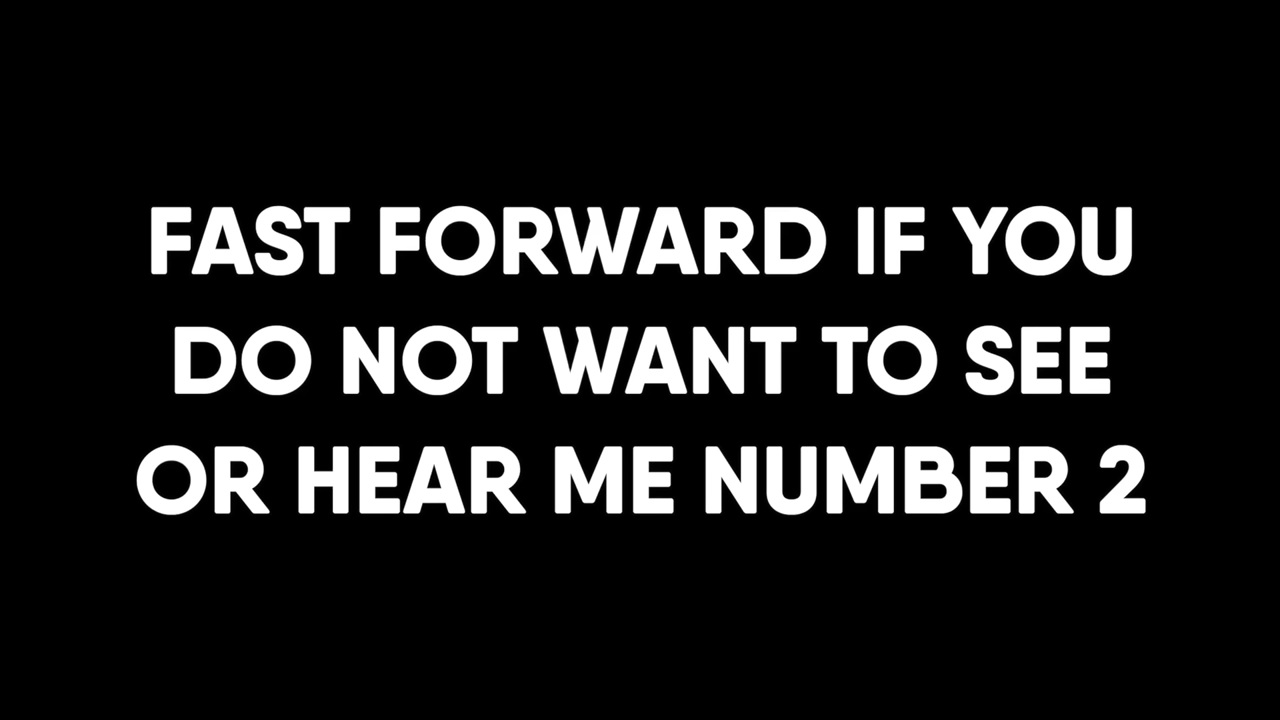 FAST FORWARD IF YOU
DO NOT WANT TO SEE
OR HEAR ME NUMBER 2